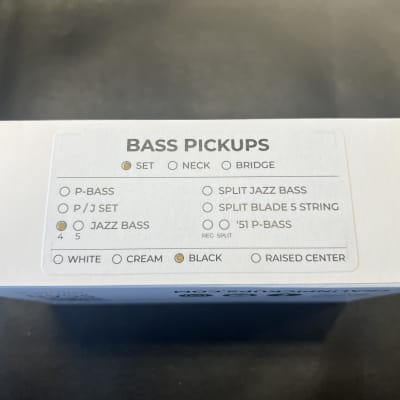 BASS PICKUPS
SET NECK BRIDGE
P-BASS SPLIT JAZZ BASS
P / J SET SPLIT BLADE 5 STRING
JAZZ BASS '51 P-BASS
4 5 REG SPLIT
WHITE CREAM BLACK RAISED CENTER